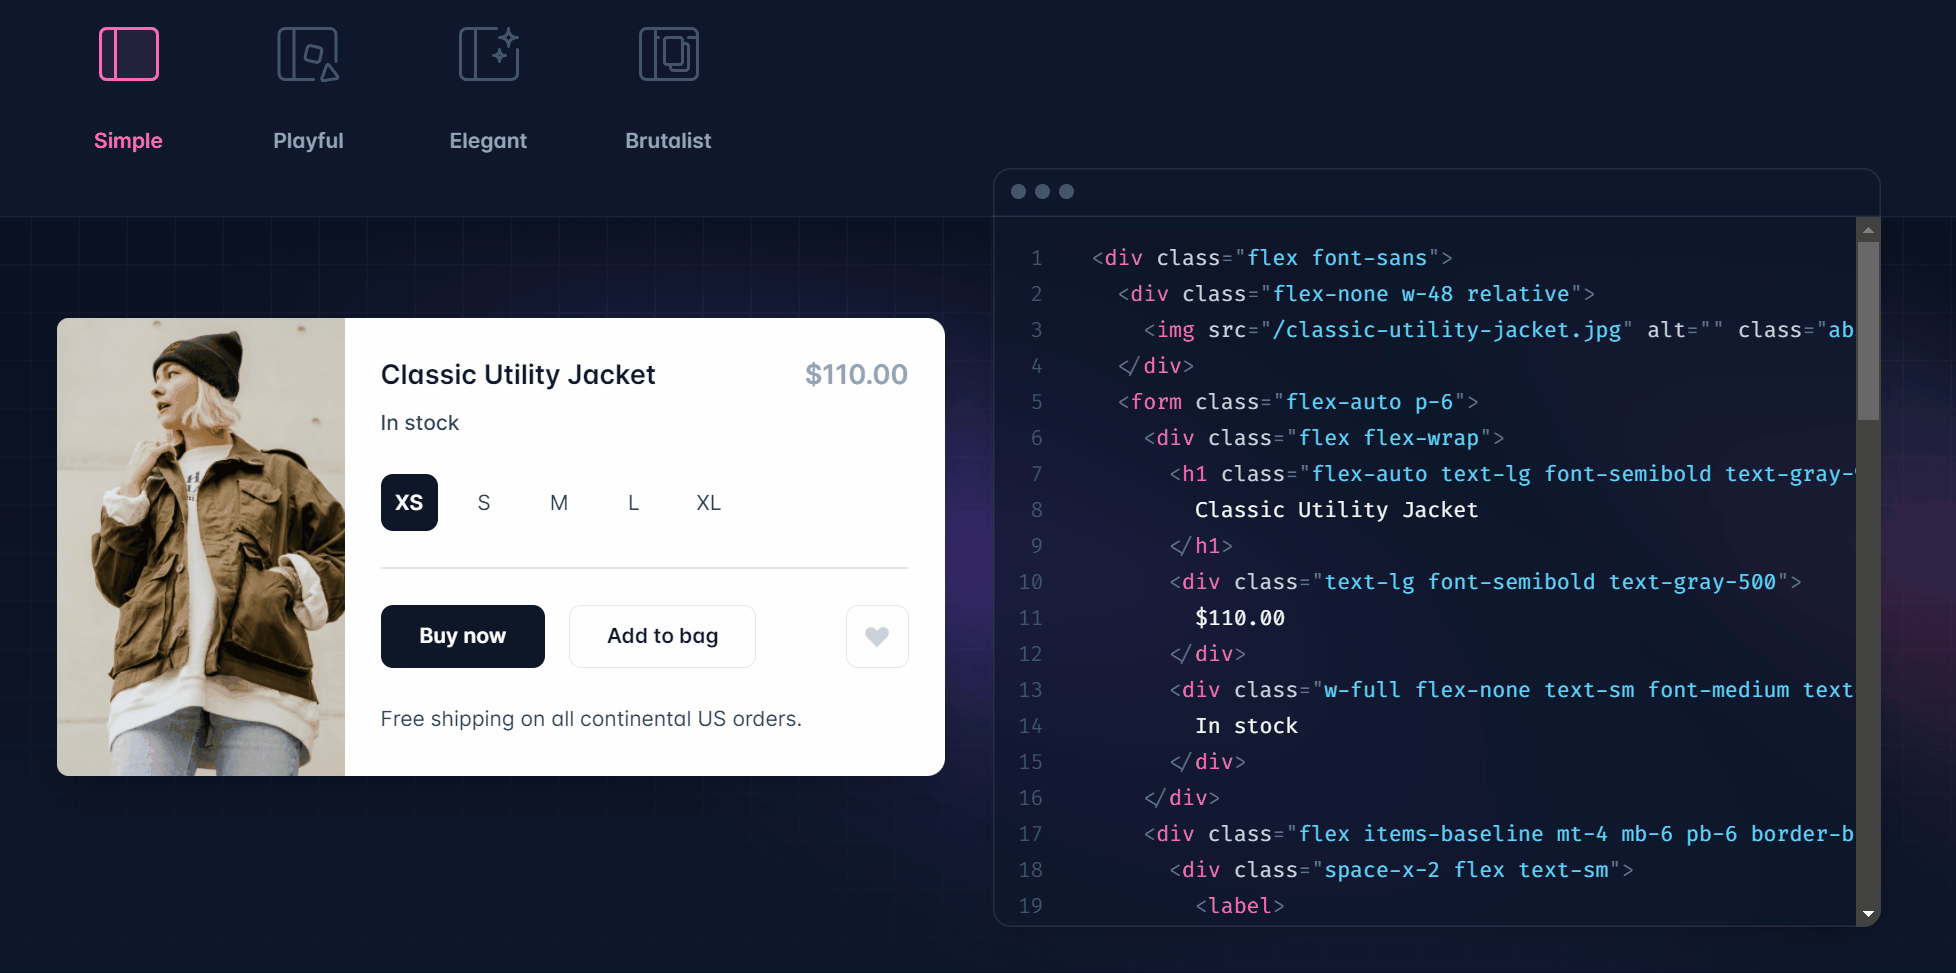 Simple
Playful
Elegant
Brutalist
Classic Utility Jacket
$110.00
In stock
XS
S
M
L
XL
Buy now
Add to bag
Free shipping on all continental US orders.
1 <div class="flex font-sans">
2 <div class="flex-none w-48 relative">
3 <img src="/classic-utility-jacket.jpg" alt="" class="ab
4 </div>
5 <form class="flex-auto p-6">
6 <div class="flex flex-wrap">
7 <h1 class="flex-auto text-lg font-semibold text-gray-
8 Classic Utility Jacket
9 </h1>
10 <div class="text-lg font-semibold text-gray-500">
11 $110.00
12 </div>
13 <div class="w-full flex-none text-sm font-medium text-
14 In stock
15 </div>
16 </div>
17 <div class="flex items-baseline mt-4 mb-6 pb-6 border-b
18 <div class="space-x-2 flex text-sm">
19 <label>